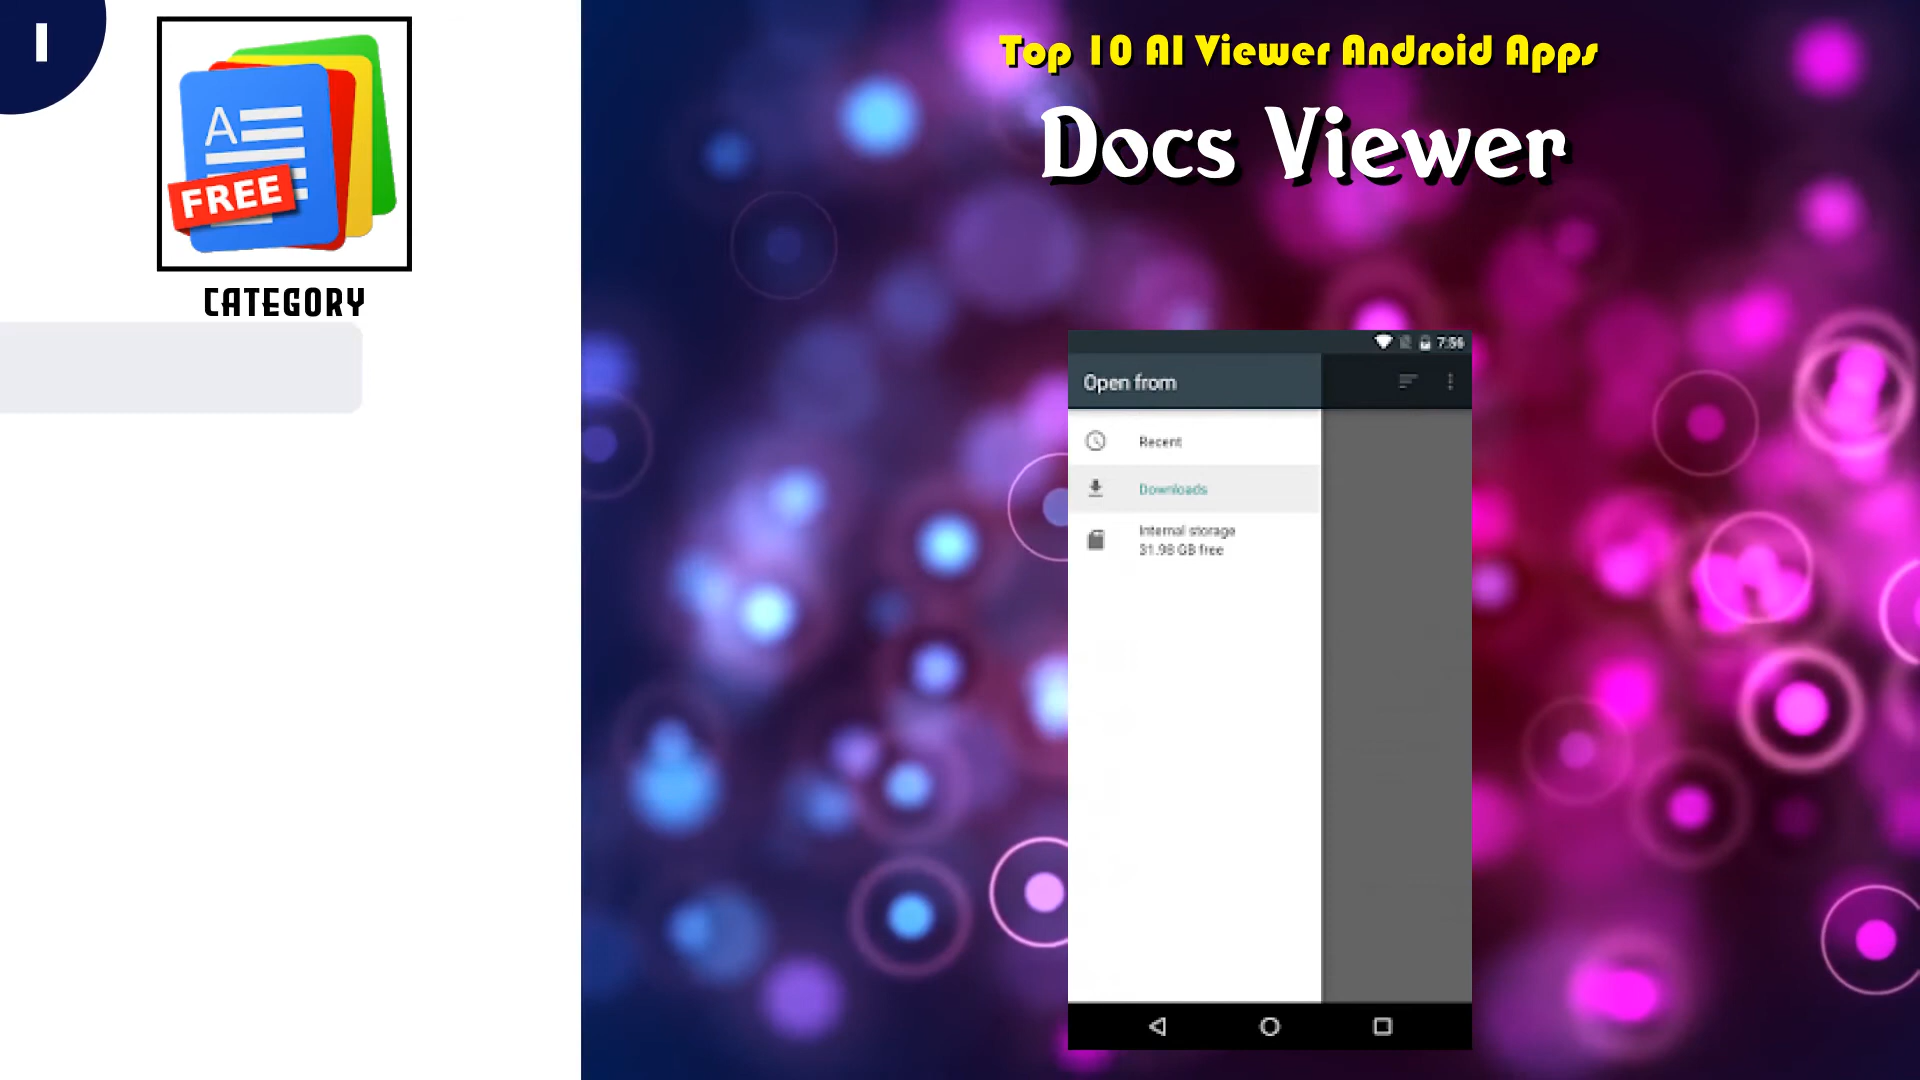 1
A
FREE
CATEGORY
Top 10 AI Viewer Android Apps
Docs Viewer
7:56
Open from
Recent
Downloads
Internal storage
31.98 GB free